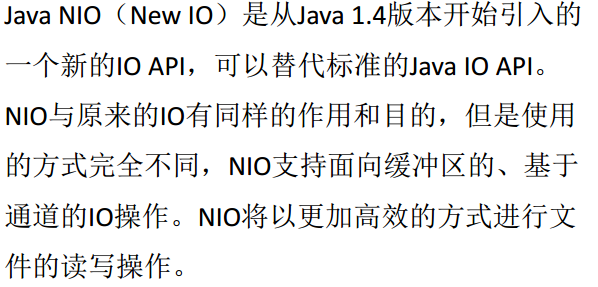 Java NIO（New IO）是从Java 1.4版本开始引入的
一个新的IO API，可以替代标准的Java IO API。
NIO与原来的IO有同样的作用和目的，但是使用
的方式完全不同，NIO支持面向缓冲区的、基于
通道的IO操作。NIO将以更加高效的方式进行文
件的读写操作。